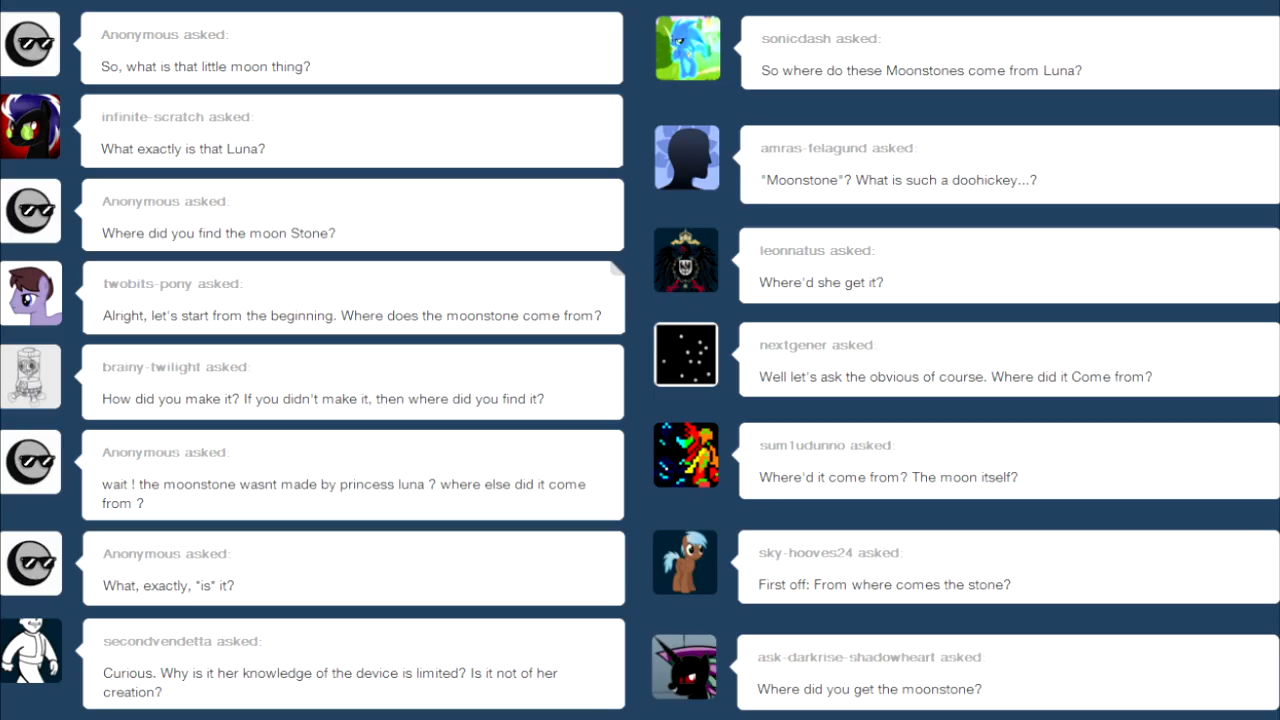 Anonymous asked:
So, what is that little moon thing?
infinite-scratch asked:
What exactly is that Luna?
Anonymous asked:
Where did you find the moon Stone?
twobits-pony asked:
Alright, let's start from the beginning. Where does the moonstone come from?
brainy-twilight asked:
How did you make it? If you didn't make it, then where did you find it?
Anonymous asked:
wait ! the moonstone wasnt made by princess luna ? where else did it come
from ?
Anonymous asked:
What, exactly, *is* it?
secondvendetta asked:
Curious. Why is it her knowledge of the device is limited? Is it not of her
creation?
sonicdash asked:
So where do these Moonstones come from Luna?
amras-felagund asked:
"Moonstone"? What is such a doohickey...?
leonnatus asked:
Where'd she get it?
nextgener asked:
Well let's ask the obvious of course. Where did it Come from?
sum1udunno asked:
Where'd it come from? The moon itself?
sky-hooves24 asked:
First off: From where comes the stone?
ask-darkrise-shadowheart asked:
Where did you get the moonstone?